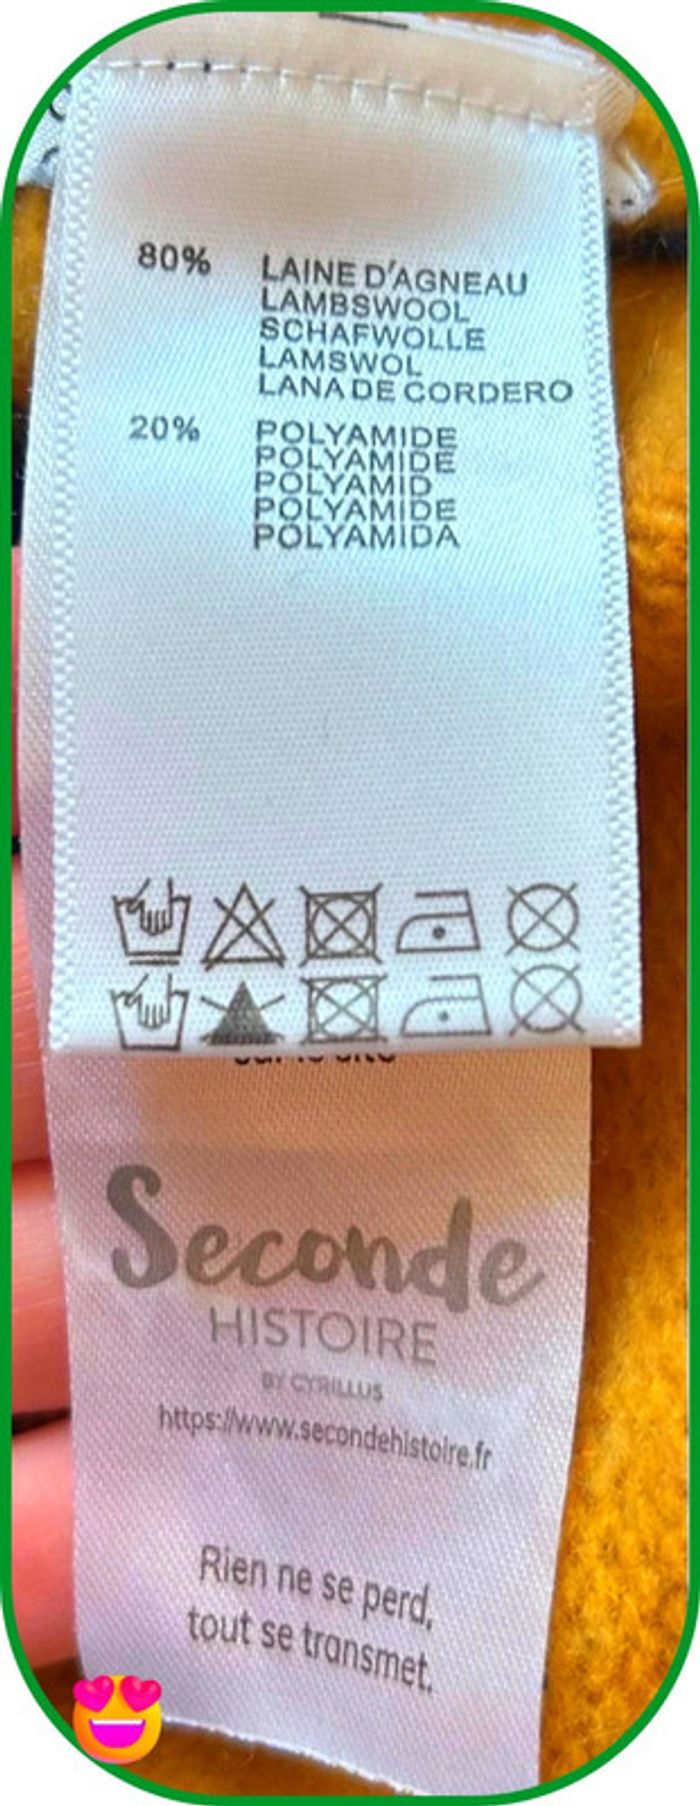 80% LAINE D'AGNEAU
LAMBSWOOL
SCHAFWOLLE
LAMSWOL
LANA DE CORDERO
20% POLYAMIDE
POLYAMIDE
POLYAMID
POLYAMIDE
POLYAMIDA
Seconde
HISTOIRE
BY CYRILLUS
https://www.secondehistoire.fr
Rien ne se perd,
tout se transmet.